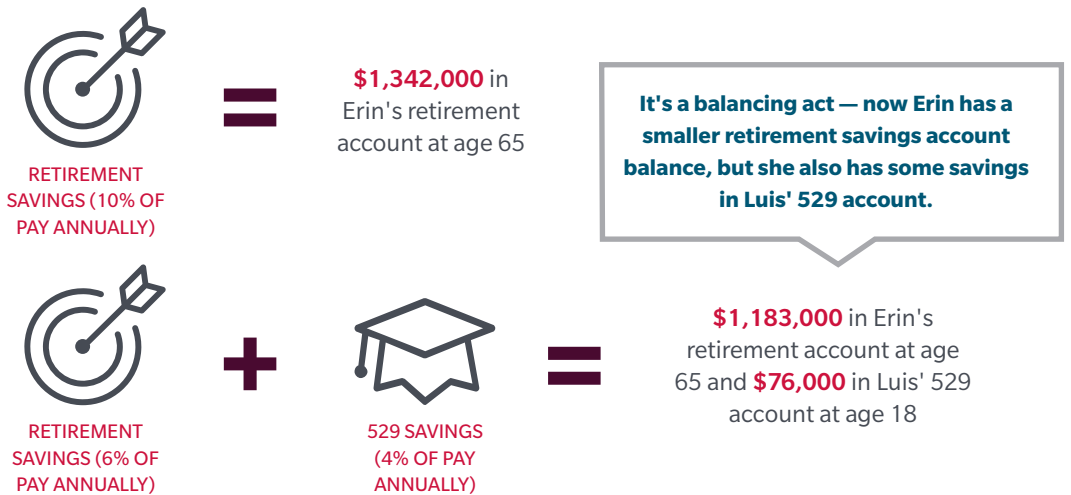 $1,342,000 in
Erin's retirement
account at age 65
RETIREMENT
SAVINGS (10% OF
PAY ANNUALLY)
It's a balancing act — now Erin has a
smaller retirement savings account
balance, but she also has some savings
in Luis' 529 account.
RETIREMENT
SAVINGS (6% OF
PAY ANNUALLY)
529 SAVINGS
(4% OF PAY
ANNUALLY)
$1,183,000 in Erin's
retirement account at age
65 and $76,000 in Luis' 529
account at age 18